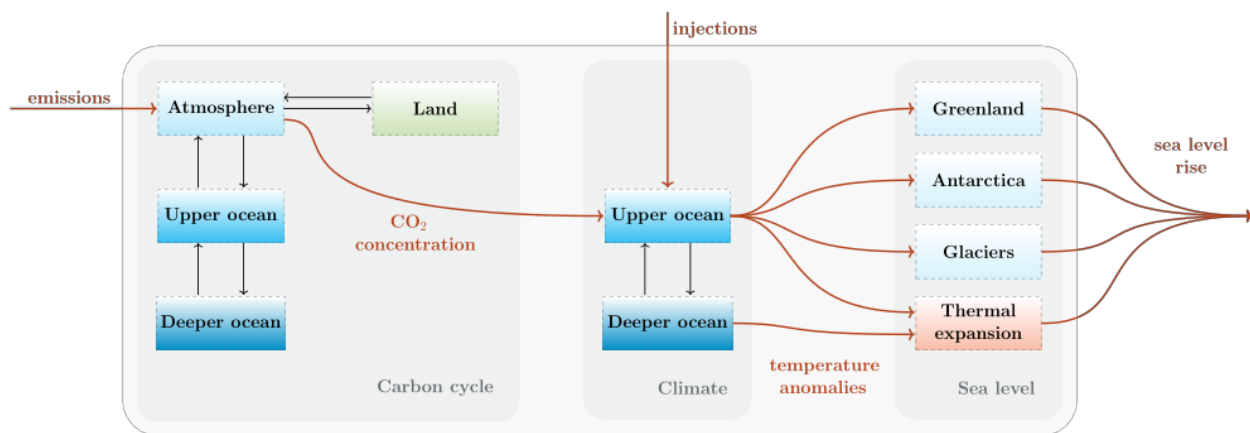 injections
emissions
Atmosphere
Land
Greenland
sea level
rise
Antarctica
Upper ocean
CO₂
concentration
Upper ocean
Glaciers
Deeper ocean
Deeper ocean
Thermal
expansion
temperature
anomalies
Carbon cycle
Climate
Sea level